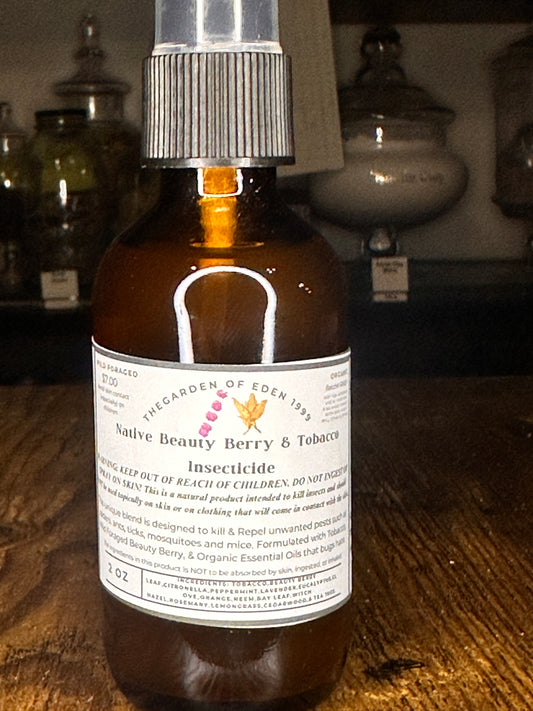 WILD FORAGED
$7.00
avoid skin contact
especially on
children
ORGANIC
THEGARDEN OF EDEN 1999
Native Beauty Berry & Tobacco
Insecticide
KEEP OUT OF REACH OF CHILDREN. DO NOT INGEST
SPRAY ON SKIN! This is a natural product intended to kill insects and should
be used topically on skin or on clothing that will come in contact with
unique blend is designed to kill & Repel unwanted pests such
ants, ticks, mosquitoes and mice. Formulated with Tobacco,
Foraged Beauty Berry, & Organic Essential Oils that bugs hate
ingredients in this product is NOT to be absorbed by skin, ingested, or inhaled
2 OZ
INGREDIENTS: TOBACCO,BEAUTY BERRY
LEAF,CITRONELLA,PEPPERMINT,LAVENDER,EUCALYPTUS,CL
OVE,ORANGE,NEEM,BAY LEAF,WITCH
HAZEL,ROSEMARY,LEMONGRASS,CEDARWOOD,& TEA TREE